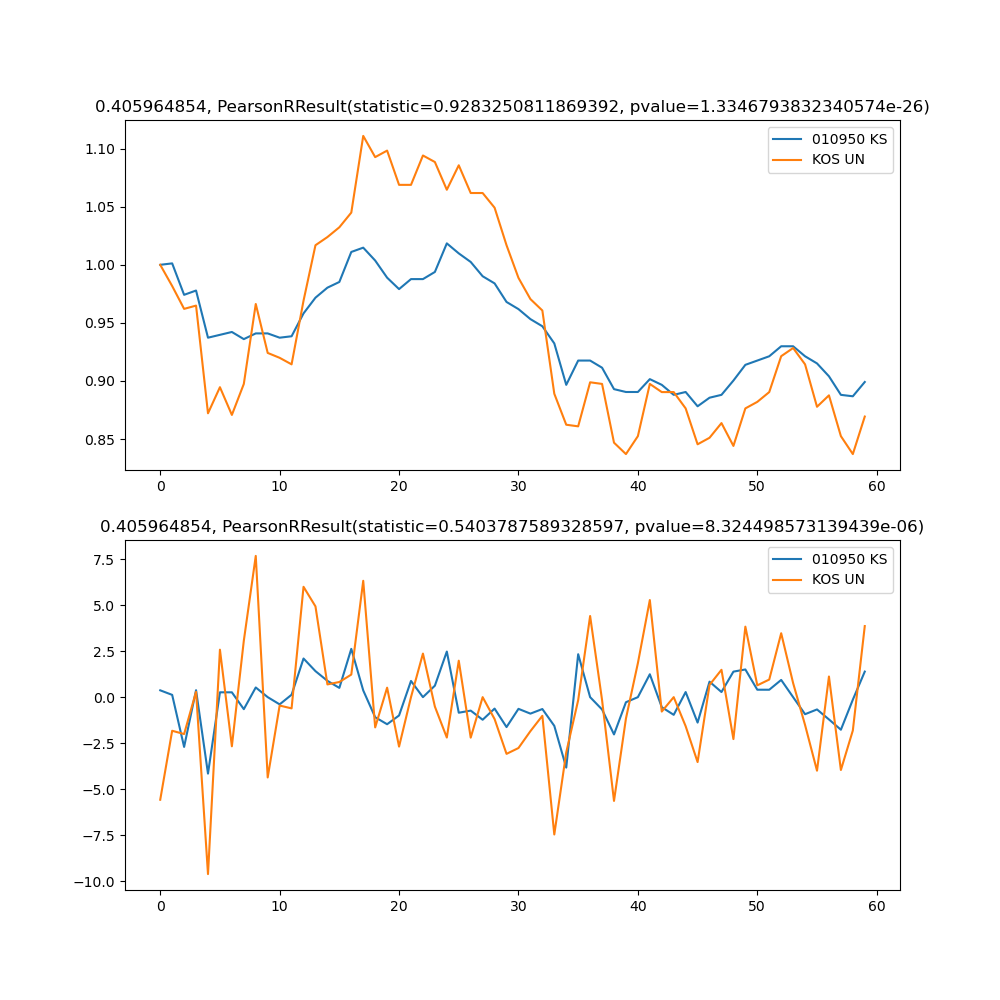 0.405964854, PearsonRResult(statistic=0.9283250811869392, pvalue=1.3346793832340574e-26)
010950 KS
KOS UN
1.10
1.05
1.00
0.95
0.90
0.85
0 10 20 30 40 50 60
0.405964854, PearsonRResult(statistic=0.5403787589328597, pvalue=8.324498573139439e-06)
010950 KS
KOS UN
7.5
5.0
2.5
0.0
−2.5
−5.0
−7.5
−10.0
0 10 20 30 40 50 60